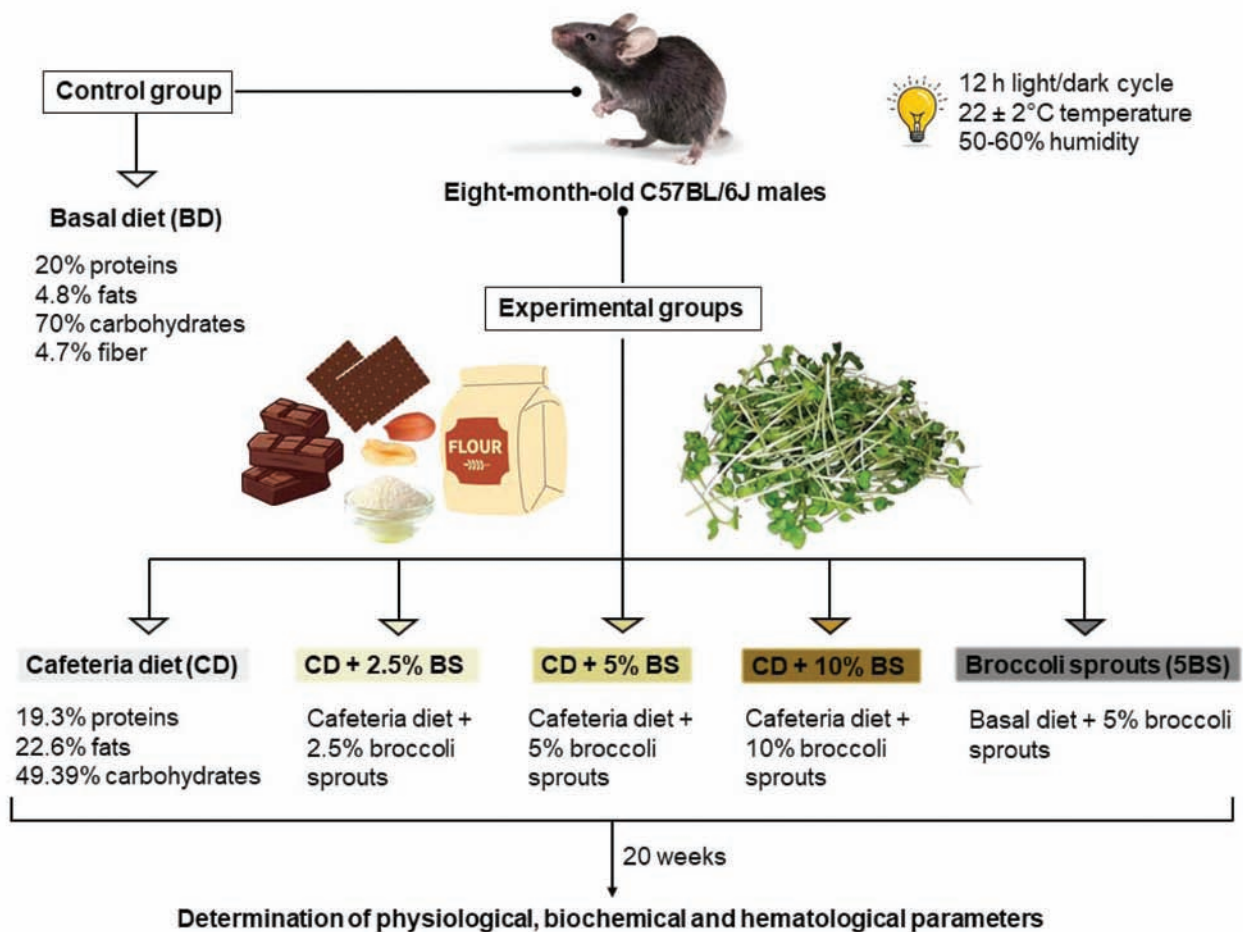 Control group
12 h light/dark cycle
22 ± 2°C temperature
50-60% humidity
Eight-month-old C57BL/6J males
Basal diet (BD)
20% proteins
4.8% fats
70% carbohydrates
4.7% fiber
Experimental groups
FLOUR
Cafeteria diet (CD)
19.3% proteins
22.6% fats
49.39% carbohydrates
CD + 2.5% BS
Cafeteria diet +
2.5% broccoli
sprouts
CD + 5% BS
Cafeteria diet +
5% broccoli
sprouts
CD + 10% BS
Cafeteria diet +
10% broccoli
sprouts
Broccoli sprouts (5BS)
Basal diet + 5% broccoli
sprouts
20 weeks
Determination of physiological, biochemical and hematological parameters